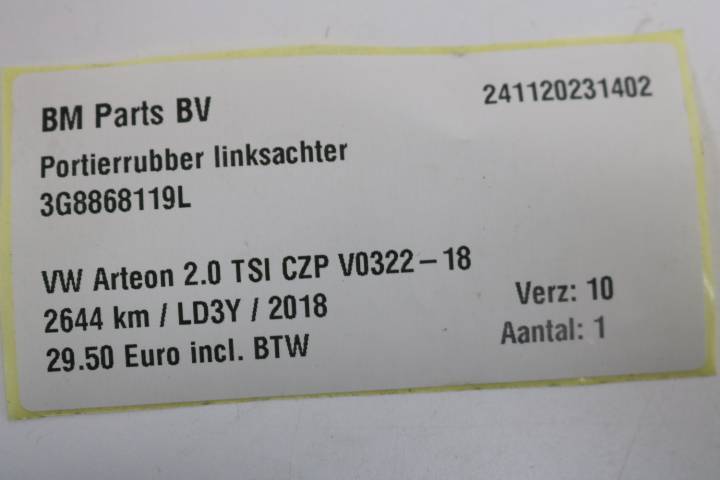 BM Parts BV
241120231402
Portierrubber linksachter
3G8868119L
VW Arteon 2.0 TSI CZP V0322-18
2644 km / LD3Y / 2018
Verz: 10
29.50 Euro incl. BTW
Aantal: 1